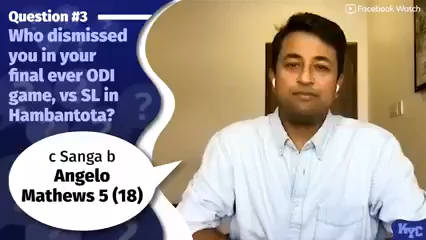 Facebook Watch
Question #3
Who dismissed
you in your
final ever ODI
game, vs SL in
Hambantota?
c Sanga b
Angelo
Mathews 5 (18)
KYC